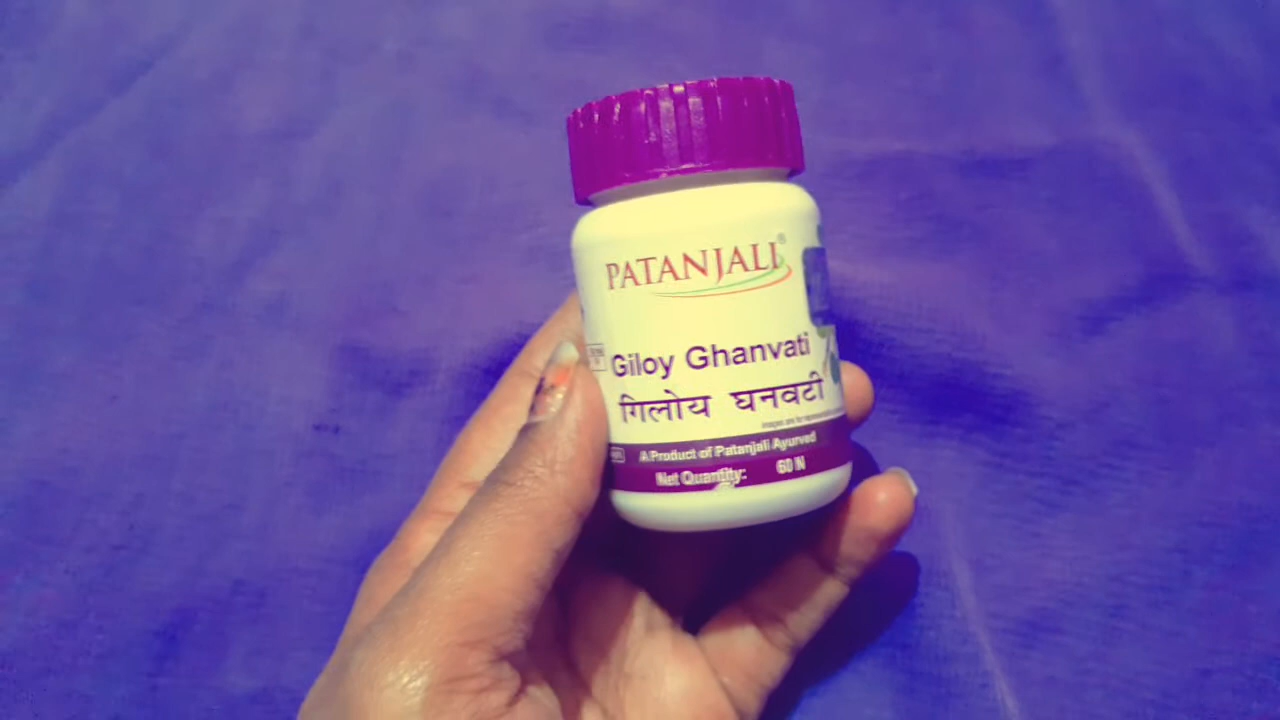 PATANJALI®
Giloy Ghanvati
गिलोय घनवटी
A Product of Patanjali Ayurved
Net Quantity: 60 N